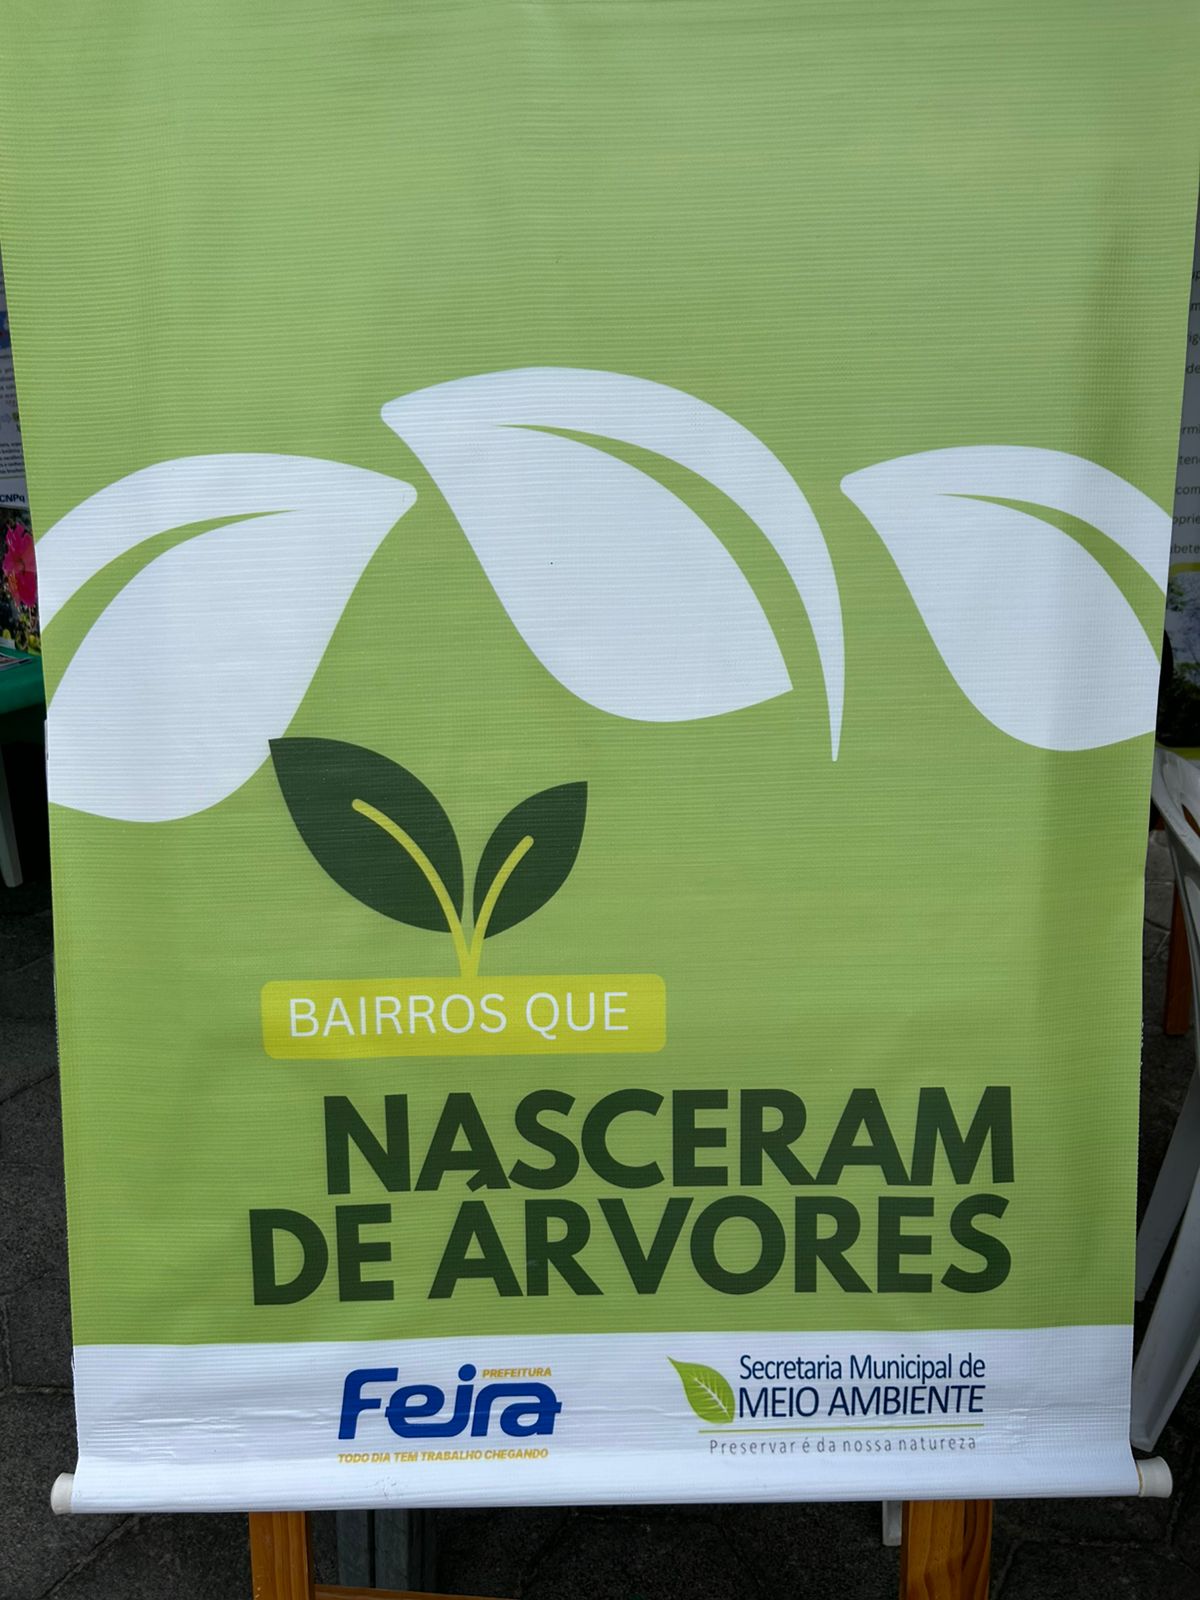 BAIRROS QUE
NASCERAM
DE ÁRVORES
PREFEITURA
Feira
TODO DIA TEM TRABALHO CHEGANDO
Secretaria Municipal de
MEIO AMBIENTE
Preservar é da nossa natureza
CNPq